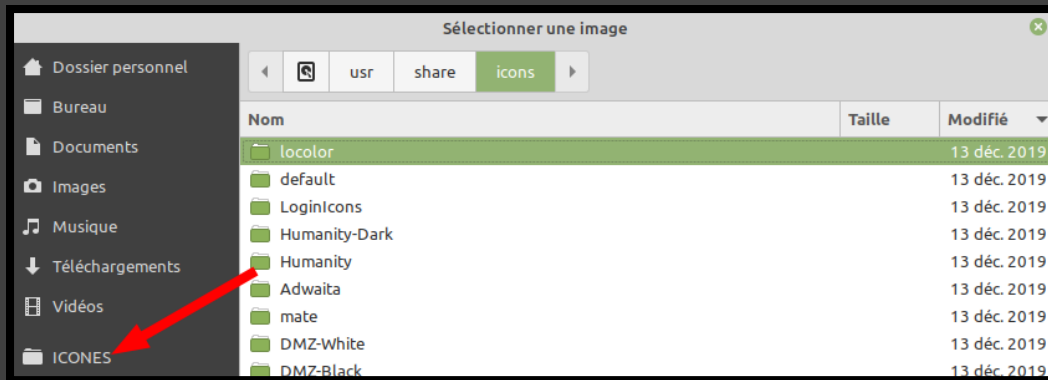 Sélectionner une image
Dossier personnel
Bureau
Documents
Images
Musique
Téléchargements
Vidéos
ICONES
usr share icons
Nom Taille Modifié
locolor 13 déc. 2019
default 13 déc. 2019
LoginIcons 13 déc. 2019
Humanity-Dark 13 déc. 2019
Humanity 13 déc. 2019
Adwaita 13 déc. 2019
mate 13 déc. 2019
DMZ-White 13 déc. 2019
DMZ-Black 13 déc. 2019